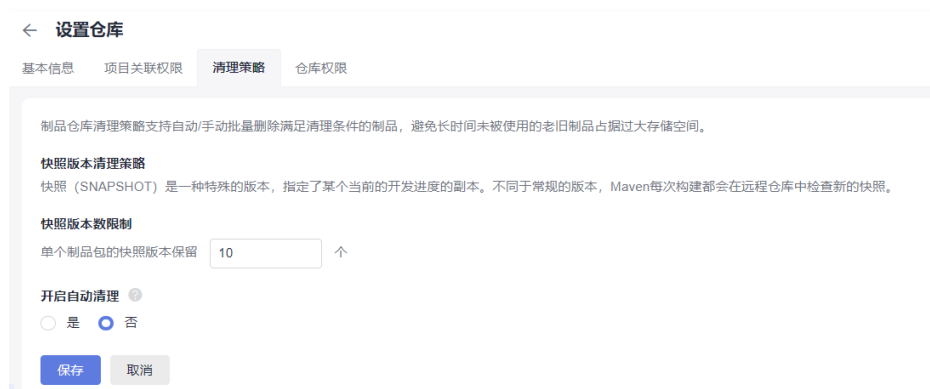 设置仓库
基本信息 项目关联权限 清理策略 仓库权限
制品仓库清理策略支持自动/手动批量删除满足清理条件的制品，避免长时间未被使用的老旧制品占据过大存储空间。
快照版本清理策略
快照（SNAPSHOT）是一种特殊的版本，指定了某个当前的开发进度的副本。不同于常规的版本，Maven每次构建都会在远程仓库中检查新的快照。
快照版本数限制
单个制品包的快照版本保留 10 个
开启自动清理 ?
是 否
保存 取消